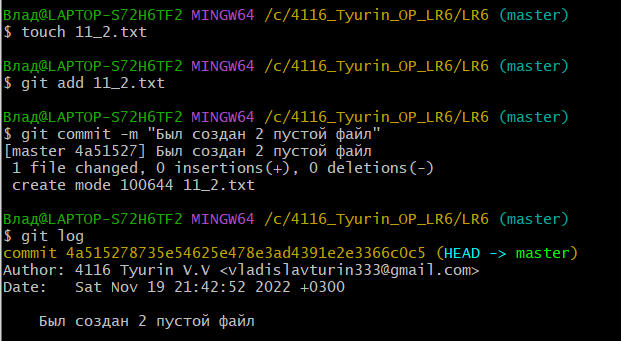 Влад@LAPTOP-S72H6TF2 MINGW64 /c/4116_Tyurin_OP_LR6/LR6 (master)
$ touch 11_2.txt
Влад@LAPTOP-S72H6TF2 MINGW64 /c/4116_Tyurin_OP_LR6/LR6 (master)
$ git add 11_2.txt
Влад@LAPTOP-S72H6TF2 MINGW64 /c/4116_Tyurin_OP_LR6/LR6 (master)
$ git commit -m "Был создан 2 пустой файл"
[master 4a51527] Был создан 2 пустой файл
 1 file changed, 0 insertions(+), 0 deletions(-)
 create mode 100644 11_2.txt
Влад@LAPTOP-S72H6TF2 MINGW64 /c/4116_Tyurin_OP_LR6/LR6 (master)
$ git log
commit 4a515278735e54625e478e3ad4391e2e3366c0c5 (HEAD -> master)
Author: 4116 Tyurin V.V <vladislavturin333@gmail.com>
Date:   Sat Nov 19 21:42:52 2022 +0300
    Был создан 2 пустой файл